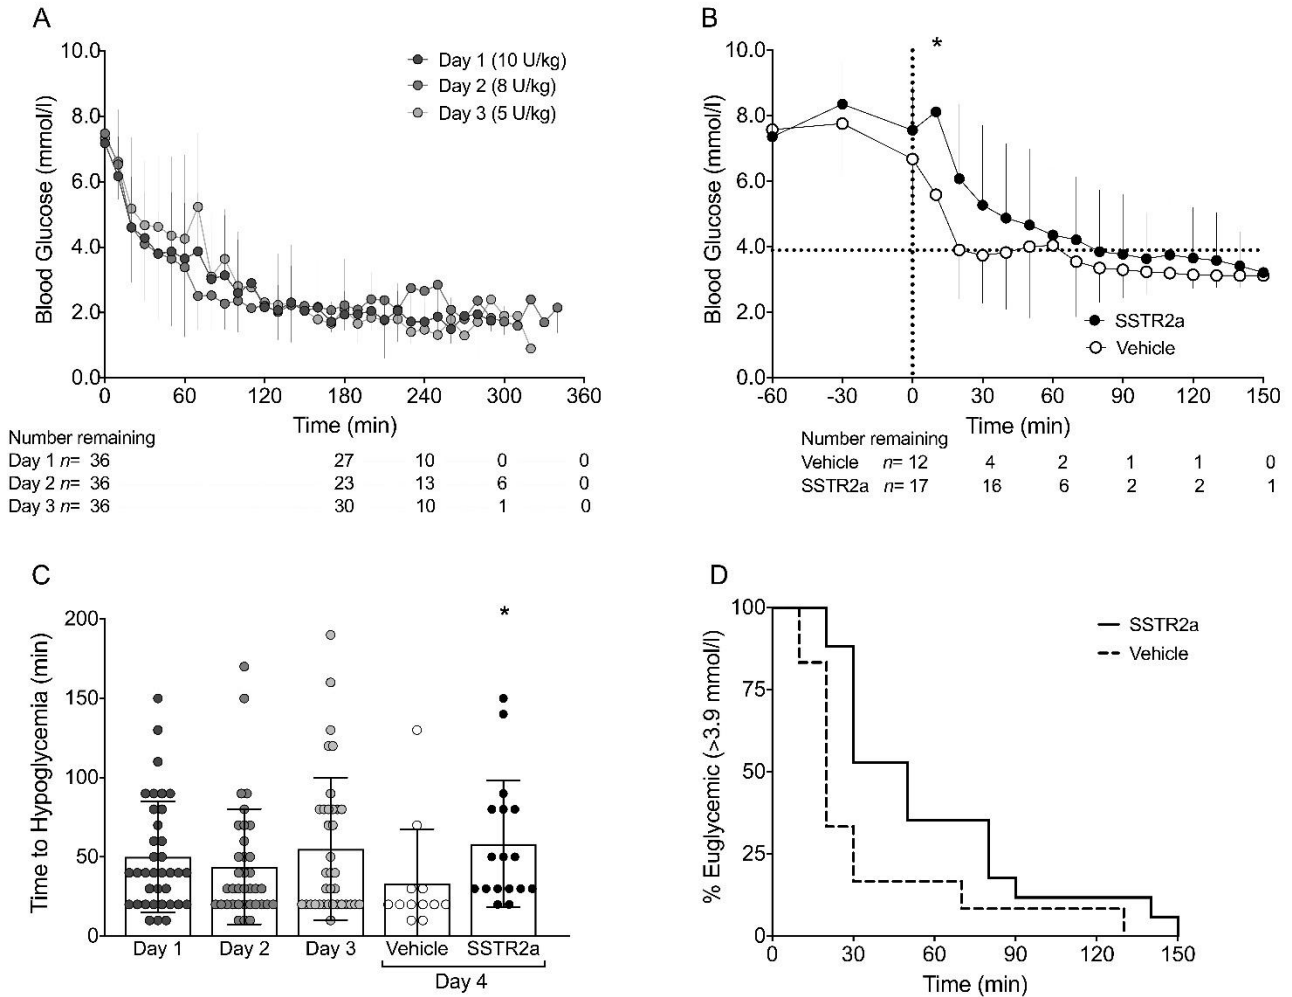 A
10.0
8.0
6.0
4.0
2.0
0.0
Blood Glucose (mmol/l)
Day 1 (10 U/kg)
Day 2 (8 U/kg)
Day 3 (5 U/kg)
0 60 120 180 240 300 360
Time (min)
Number remaining
Day 1 n= 36 27 10 0 0
Day 2 n= 36 23 13 6 0
Day 3 n= 36 30 10 1 0
B
*
10.0
8.0
6.0
4.0
2.0
0.0
Blood Glucose (mmol/l)
SSTR2a
Vehicle
-60 -30 0 30 60 90 120 150
Time (min)
Number remaining
Vehicle n= 12 4 2 1 1 0
SSTR2a n= 17 16 6 2 2 1
C
*
200
150
100
50
0
Time to Hypoglycemia (min)
Day 1 Day 2 Day 3 Vehicle SSTR2a
Day 4
D
100
75
50
25
0
% Euglycemic (>3.9 mmol/l)
SSTR2a
Vehicle
0 30 60 90 120 150
Time (min)